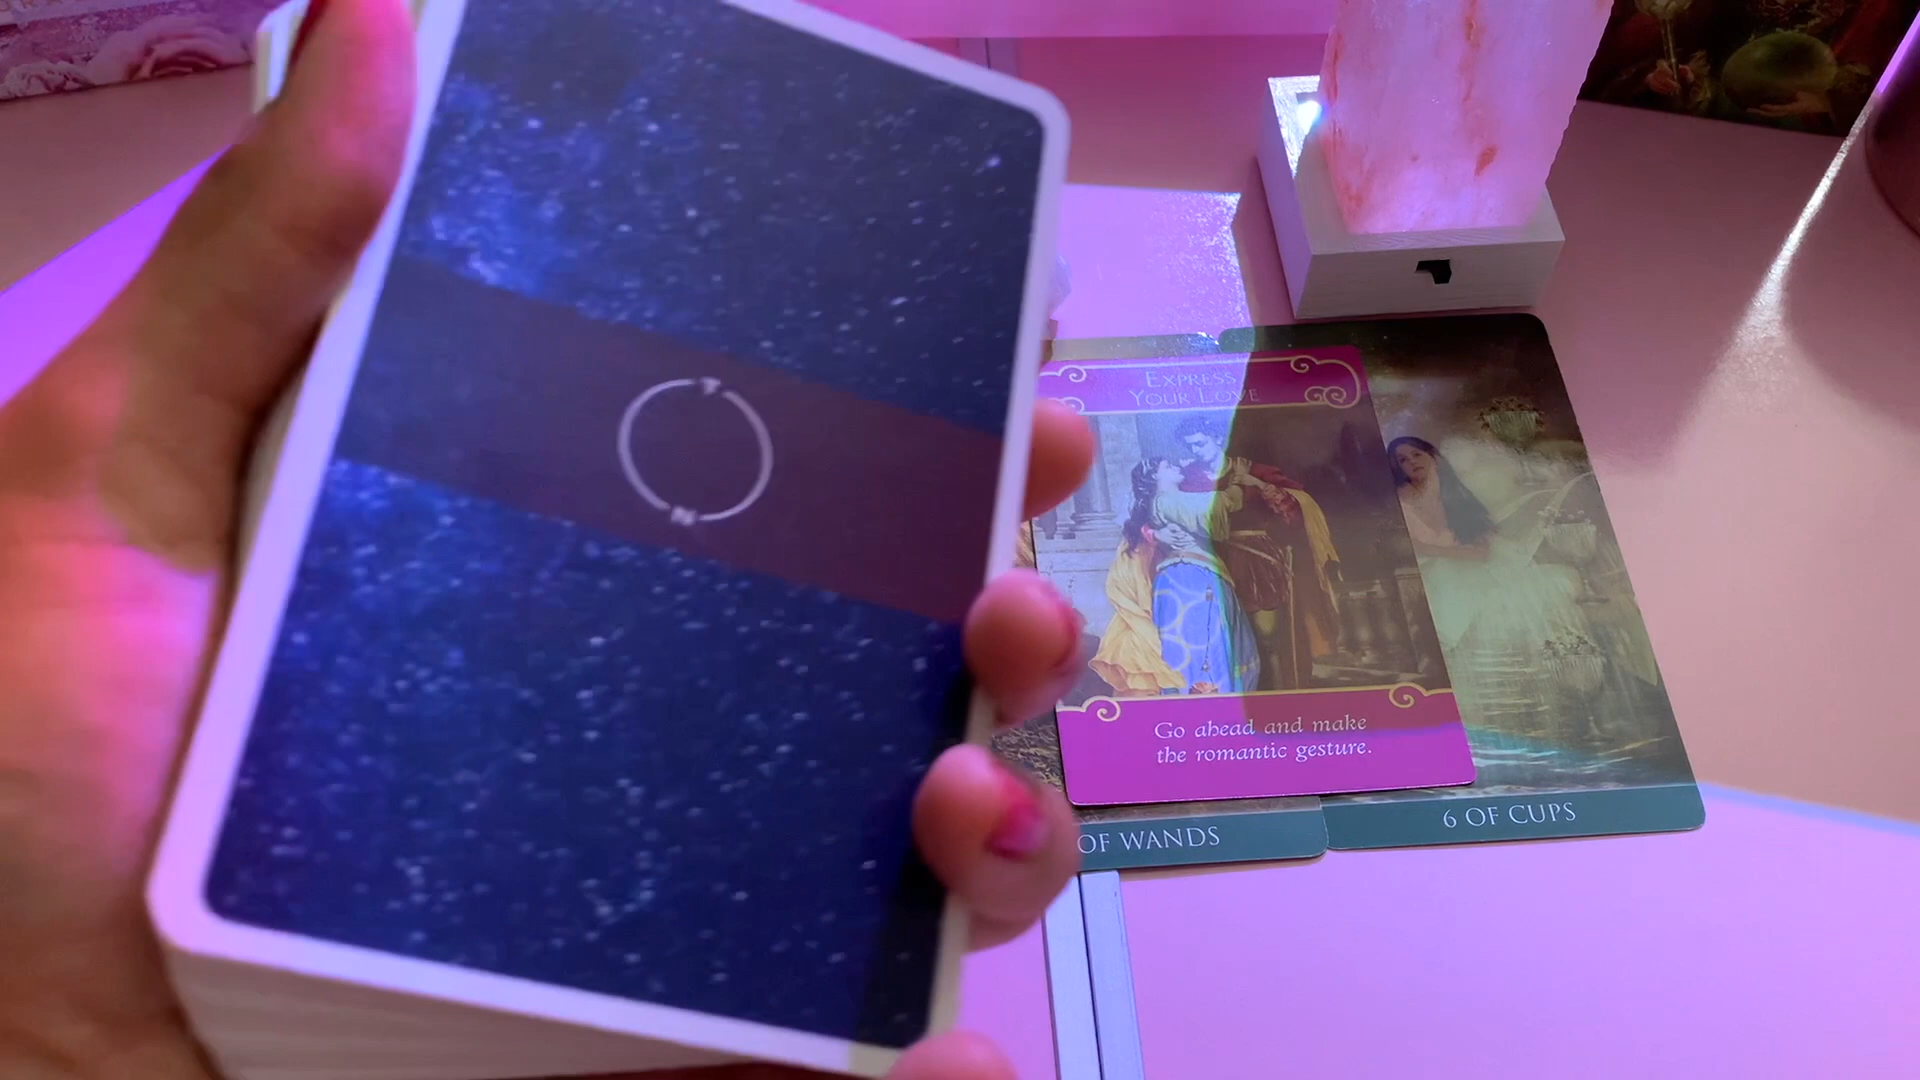 EXPRESS
YOUR LOVE
Go ahead and make
the romantic gesture.
OF WANDS
6 OF CUPS